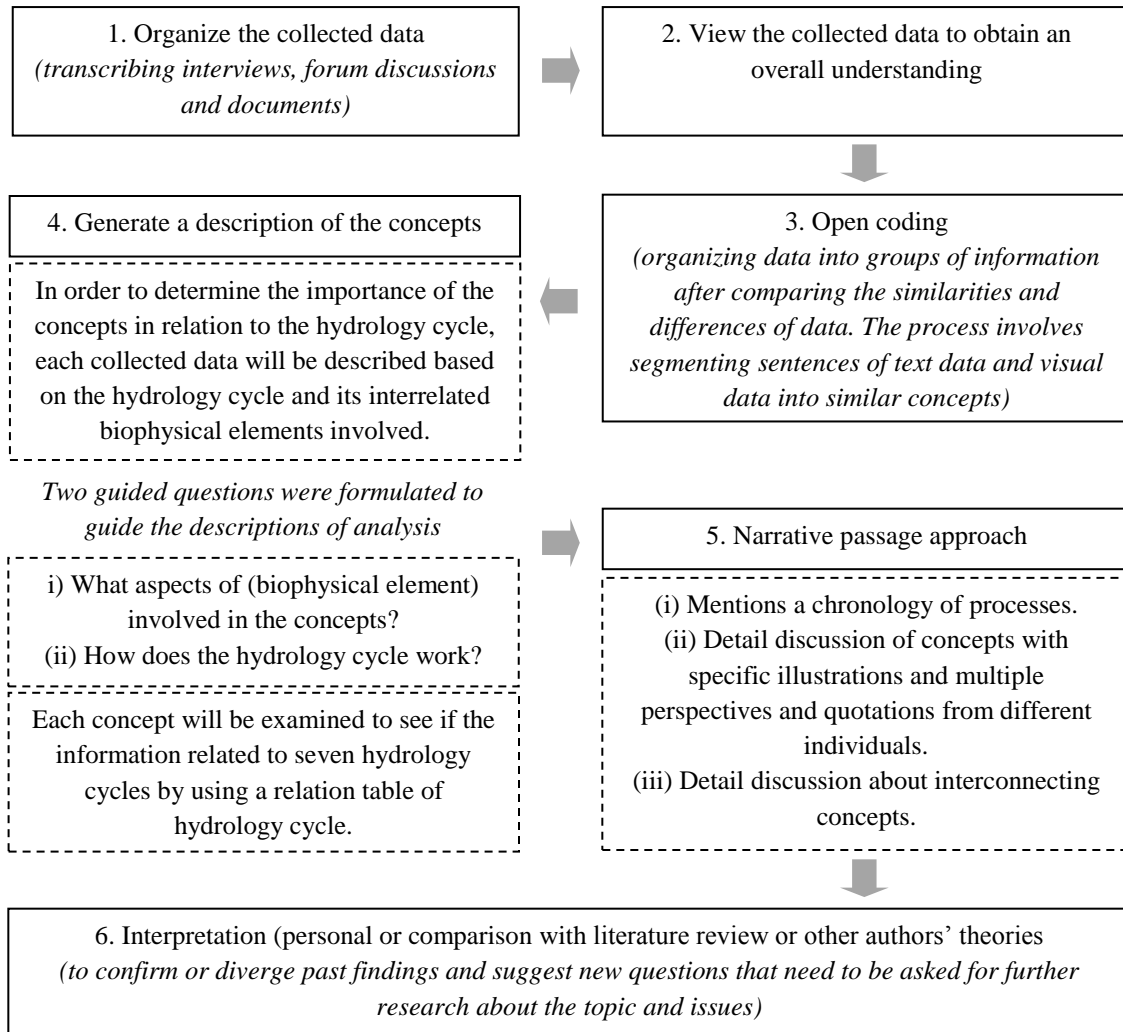 1. Organize the collected data
(transcribing interviews, forum discussions
and documents)
2. View the collected data to obtain an
overall understanding
3. Open coding
(organizing data into groups of information
after comparing the similarities and
differences of data. The process involves
segmenting sentences of text data and visual
data into similar concepts)
4. Generate a description of the concepts
In order to determine the importance of the
concepts in relation to the hydrology cycle,
each collected data will be described based
on the hydrology cycle and its interrelated
biophysical elements involved.
Two guided questions were formulated to
guide the descriptions of analysis
i) What aspects of (biophysical element)
involved in the concepts?
(ii) How does the hydrology cycle work?
Each concept will be examined to see if the
information related to seven hydrology
cycles by using a relation table of
hydrology cycle.
5. Narrative passage approach
(i) Mentions a chronology of processes.
(ii) Detail discussion of concepts with
specific illustrations and multiple
perspectives and quotations from different
individuals.
(iii) Detail discussion about interconnecting
concepts.
6. Interpretation (personal or comparison with literature review or other authors’ theories
(to confirm or diverge past findings and suggest new questions that need to be asked for further
research about the topic and issues)